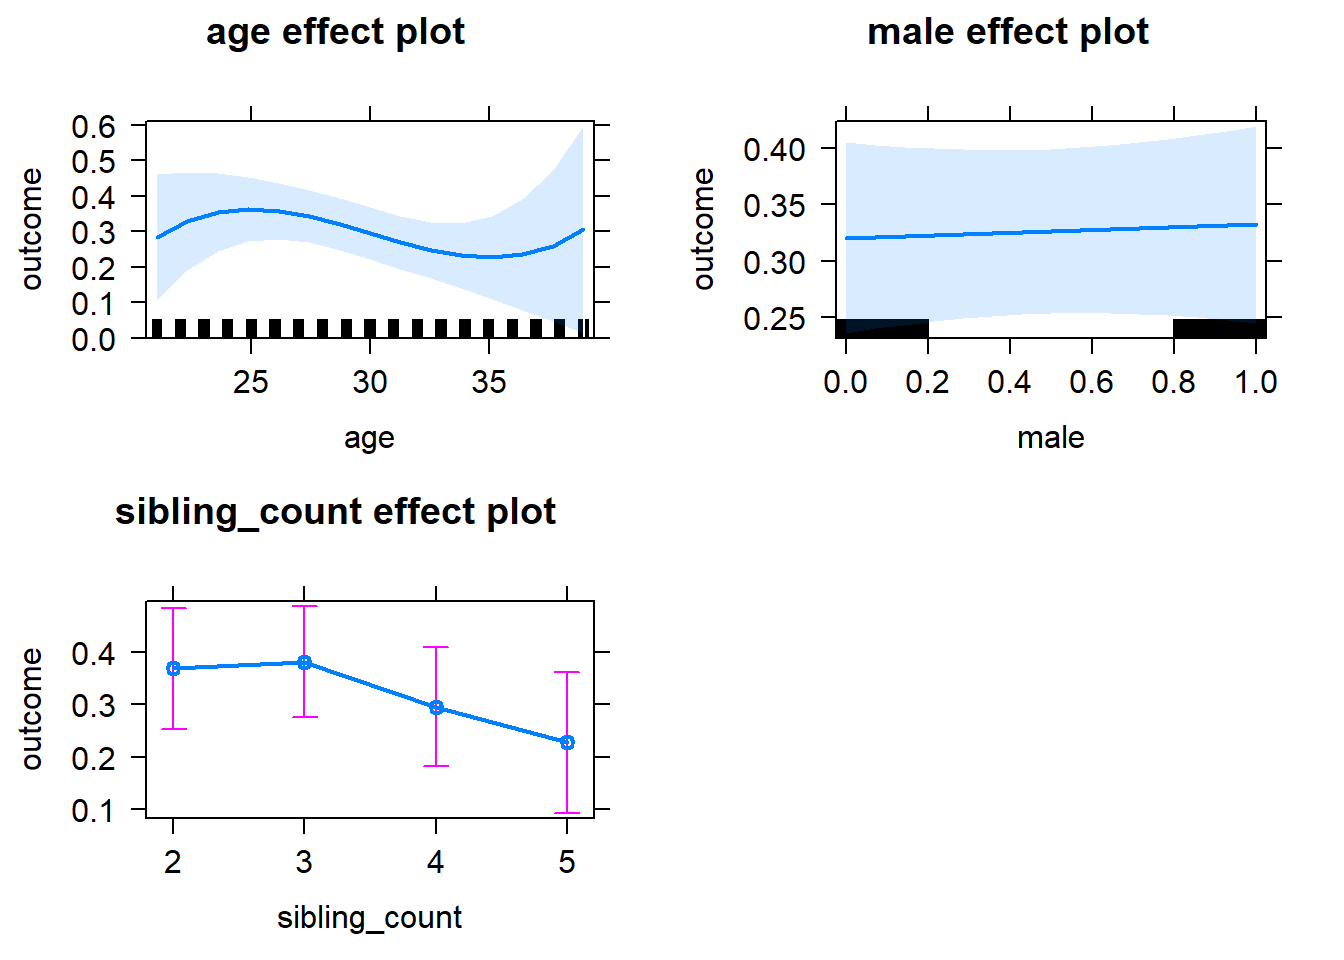 age effect plot
outcome
0.6
0.5
0.4
0.3
0.2
0.1
0.0
25 30 35
age
male effect plot
outcome
0.40
0.35
0.30
0.25
0.0 0.2 0.4 0.6 0.8 1.0
male
sibling_count effect plot
outcome
0.4
0.3
0.2
0.1
2 3 4 5
sibling_count